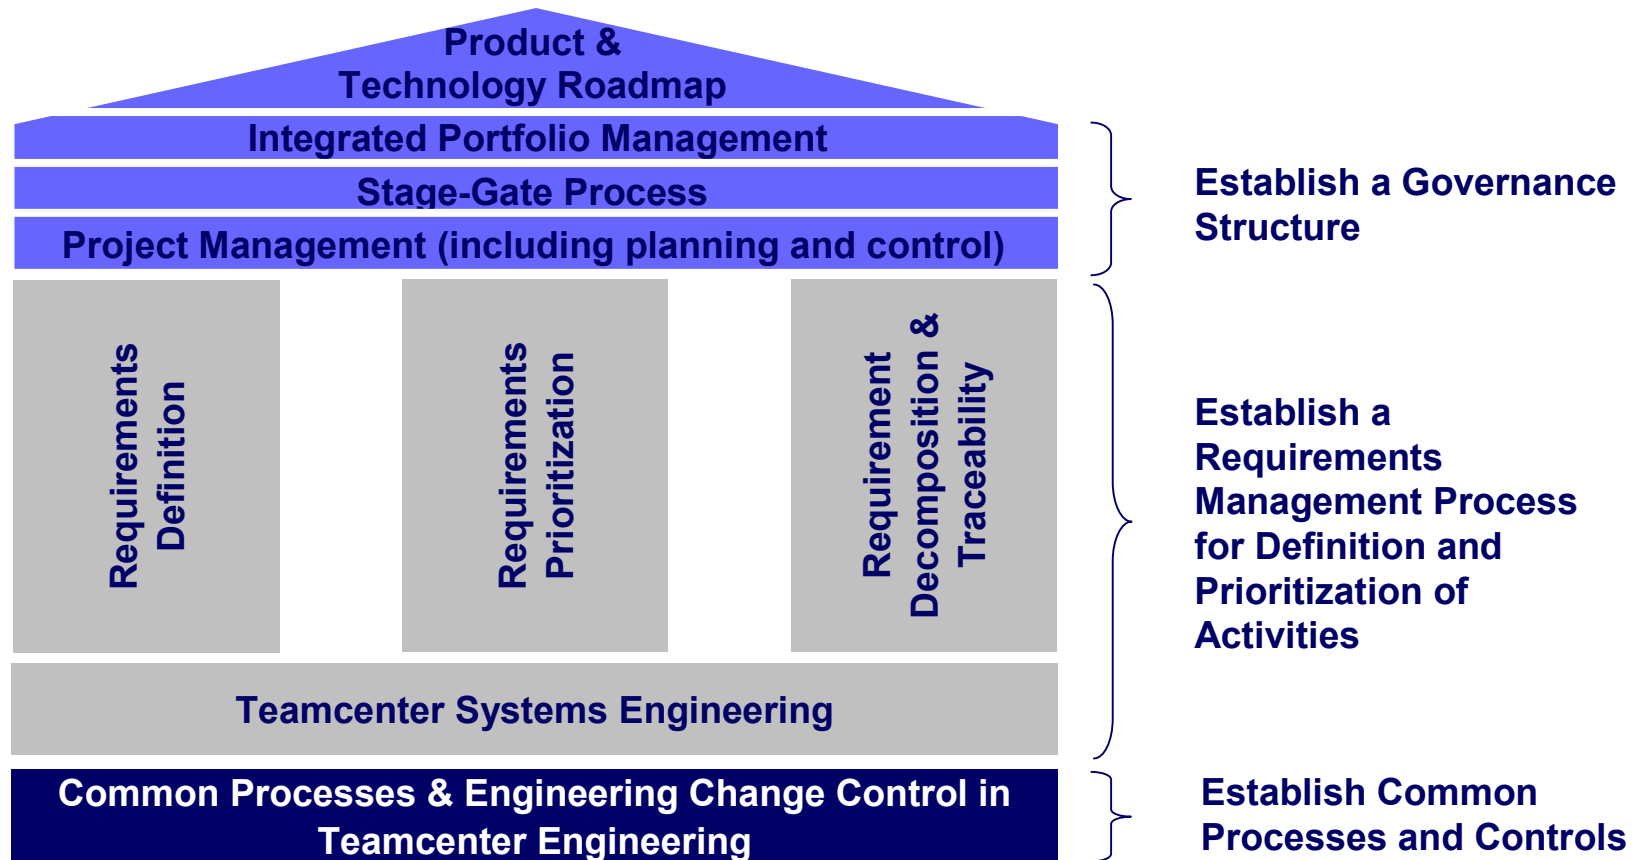 Product &
Technology Roadmap
Integrated Portfolio Management
Stage-Gate Process
Project Management (including planning and control)
Establish a Governance
Structure
Requirements
Definition
Requirements
Prioritization
Requirement
Decomposition &
Traceability
Establish a
Requirements
Management Process
for Definition and
Prioritization of
Activities
Teamcenter Systems Engineering
Common Processes & Engineering Change Control in
Teamcenter Engineering
Establish Common
Processes and Controls